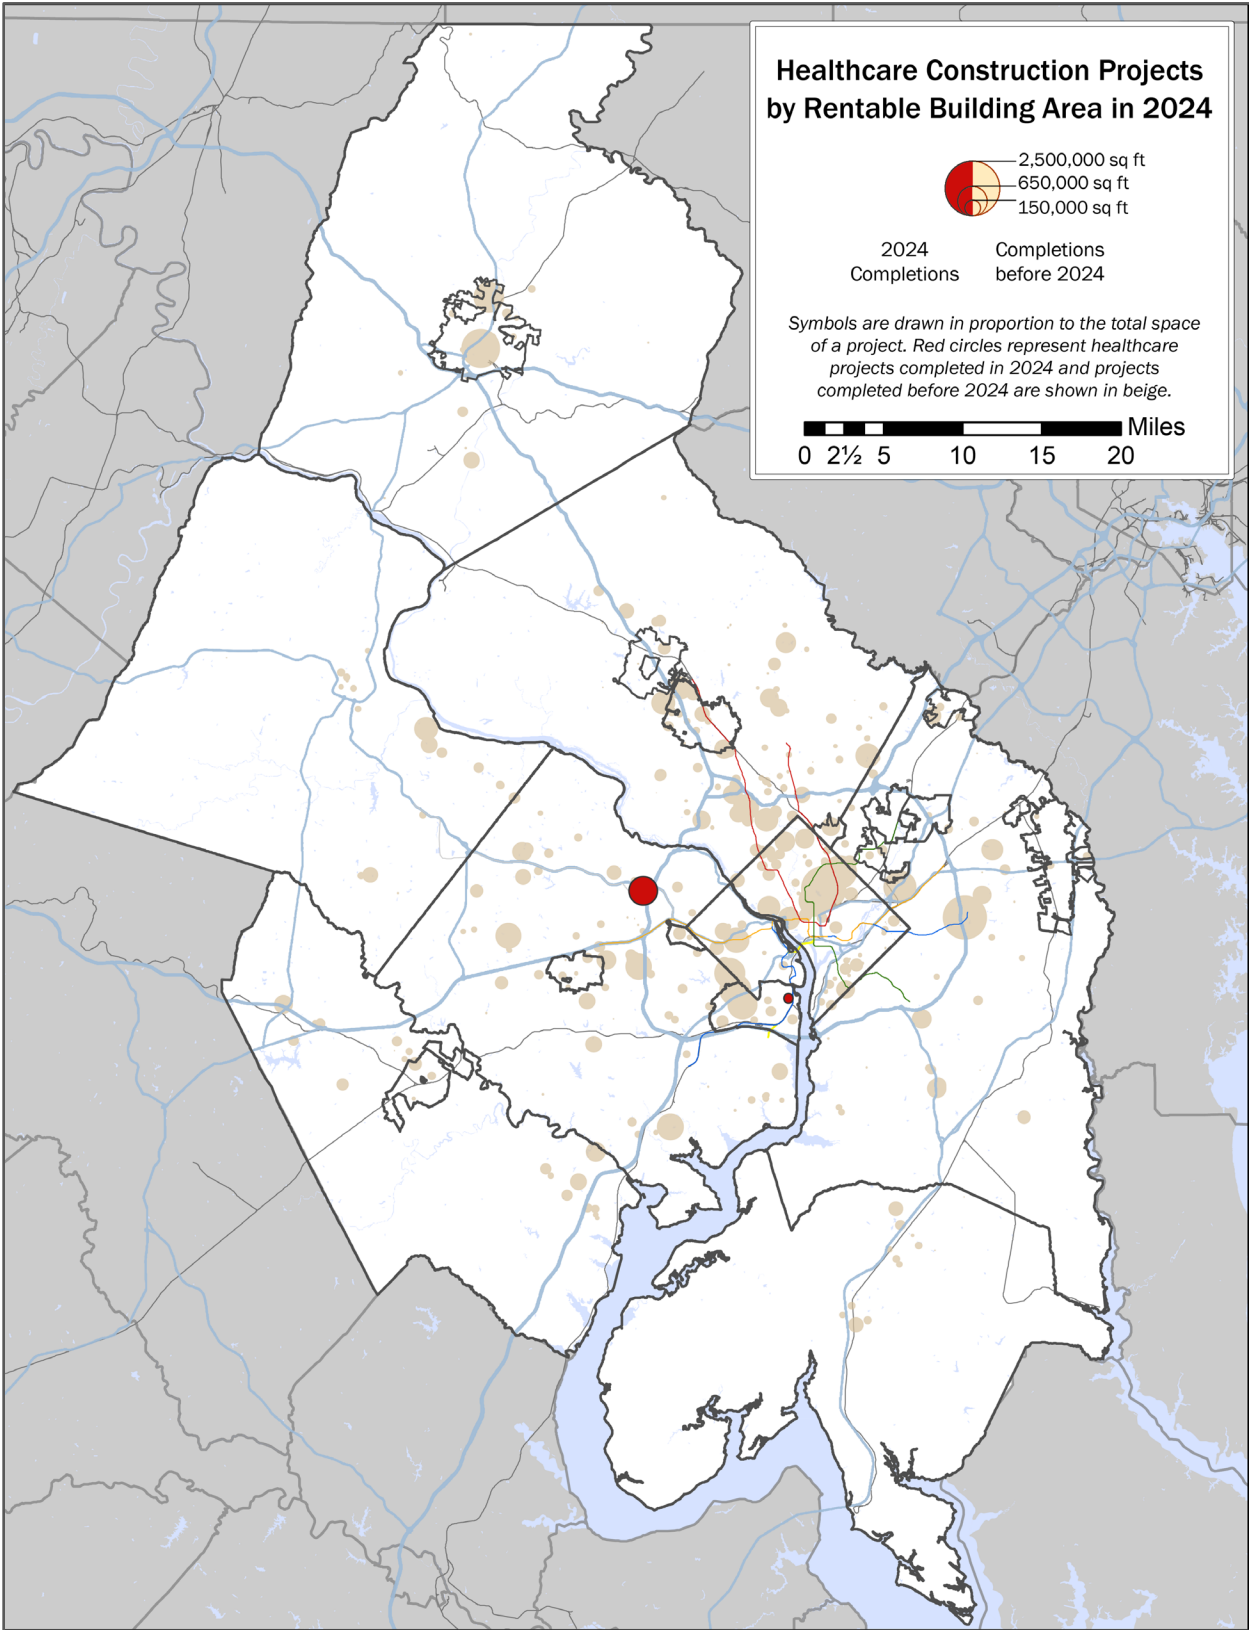 Healthcare Construction Projects
by Rentable Building Area in 2024
2,500,000 sq ft
650,000 sq ft
150,000 sq ft
2024
Completions
Completions
before 2024
Symbols are drawn in proportion to the total space
of a project. Red circles represent healthcare
projects completed in 2024 and projects
completed before 2024 are shown in beige.
Miles
0 2½ 5 10 15 20